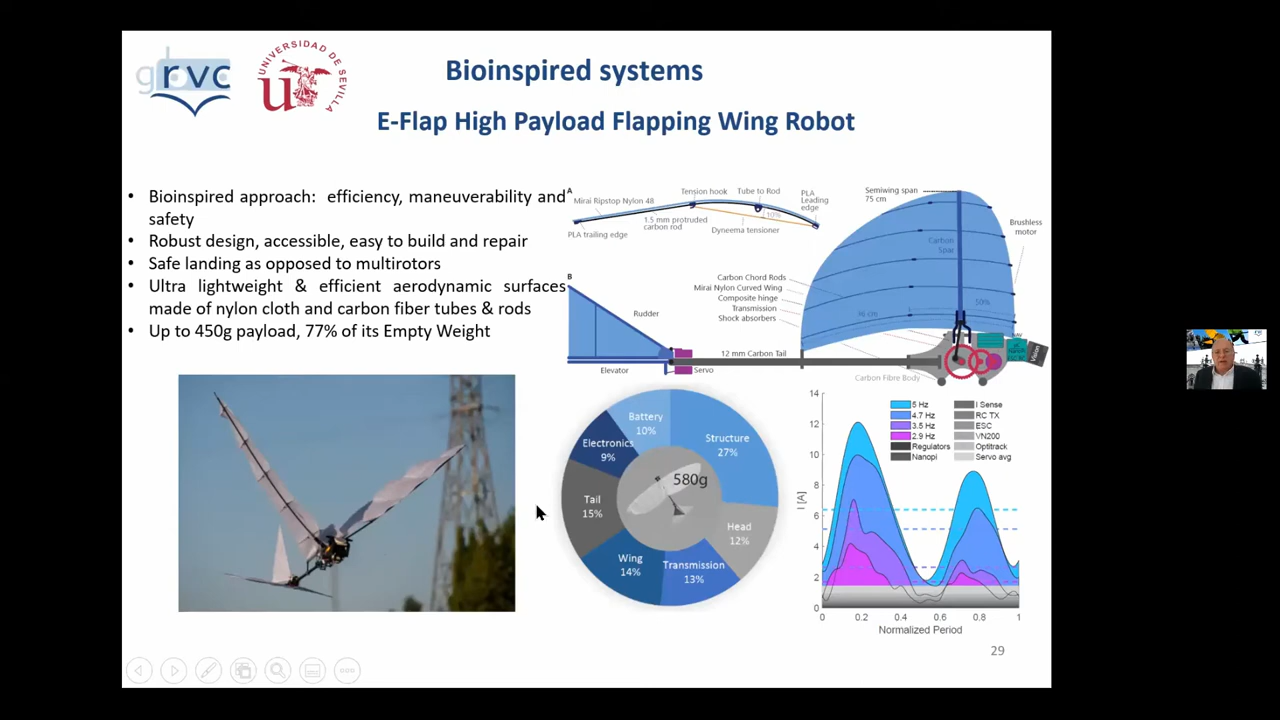 grvc
UNIVERSIDAD DE SEVILLA
Bioinspired systems
E-Flap High Payload Flapping Wing Robot
• Bioinspired approach: efficiency, maneuverability and
safety
• Robust design, accessible, easy to build and repair
• Safe landing as opposed to multirotors
• Ultra lightweight & efficient aerodynamic surfaces
made of nylon cloth and carbon fiber tubes & rods
• Up to 450g payload, 77% of its Empty Weight
A
Mirai Ripstop Nylon 48
Tension hook
Tube to Rod
PLA
Leading
edge
10%
1.5 mm protruded
carbon rod
Dyneema tensioner
PLA trailing edge
Semiwing span
75 cm
Brushless
motor
Carbon
Spar
B
Carbon Chord Rods
Mirai Nylon Curved Wing
Composite hinge
Transmission
Shock absorbers
50%
36 cm
Rudder
12 mm Carbon Tail
Elevator
Servo
Carbon Fibre Body
Vision
Battery
10%
Electronics
9%
Structure
27%
580g
Tail
15%
Head
12%
Wing
14%
Transmission
13%
14
12
10
8
6
4
2
0
I [A]
5 Hz
4.7 Hz
3.5 Hz
2.9 Hz
Regulators
Nanopi
I Sense
RC TX
ESC
VN200
Optitrack
Servo avg
0 0.2 0.4 0.6 0.8 1
Normalized Period
29